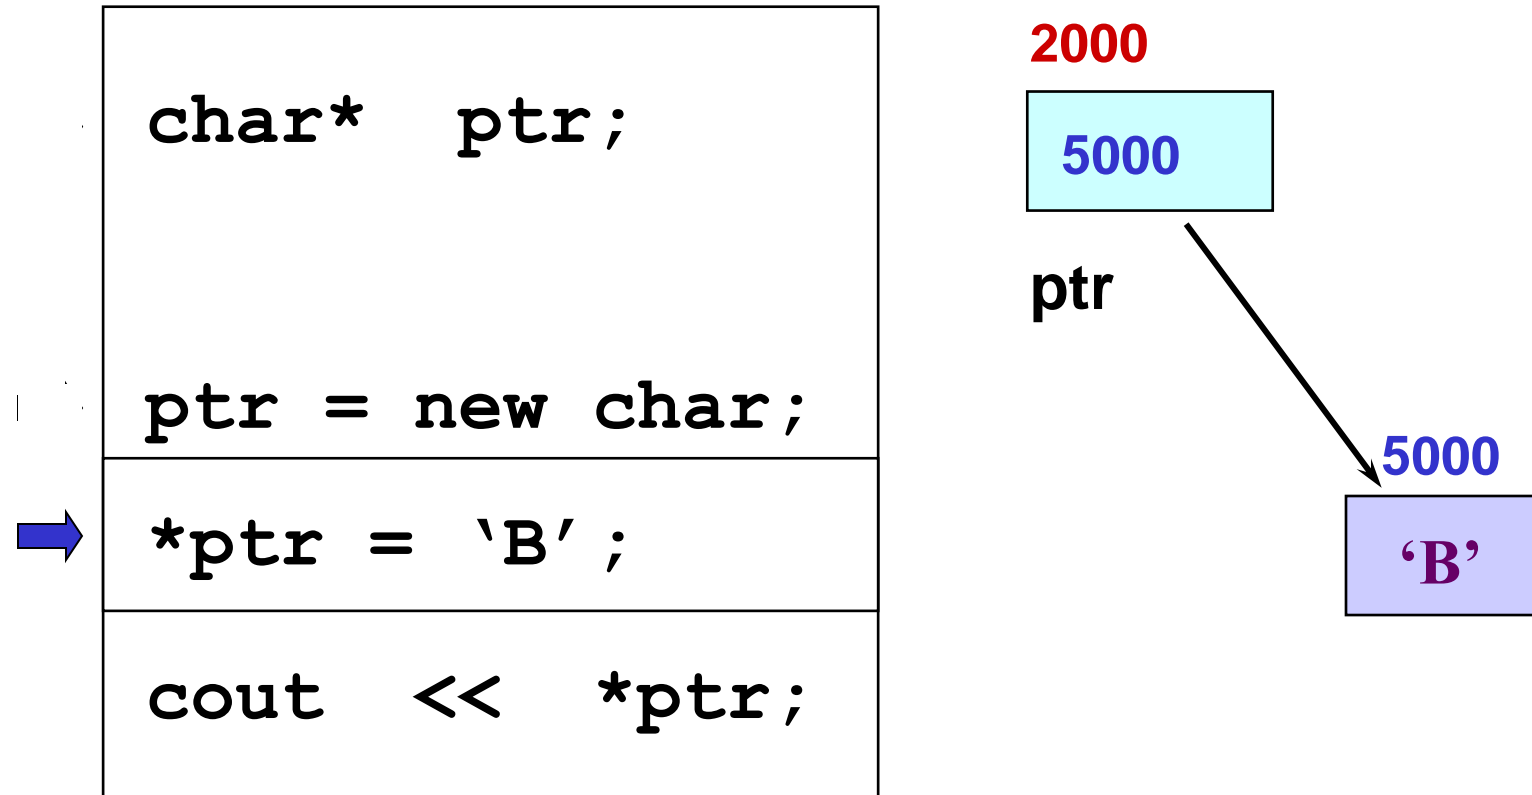 char*  ptr;
ptr = new char;
*ptr = ‘B’;
cout  <<  *ptr;
2000
5000
ptr
5000
‘B’